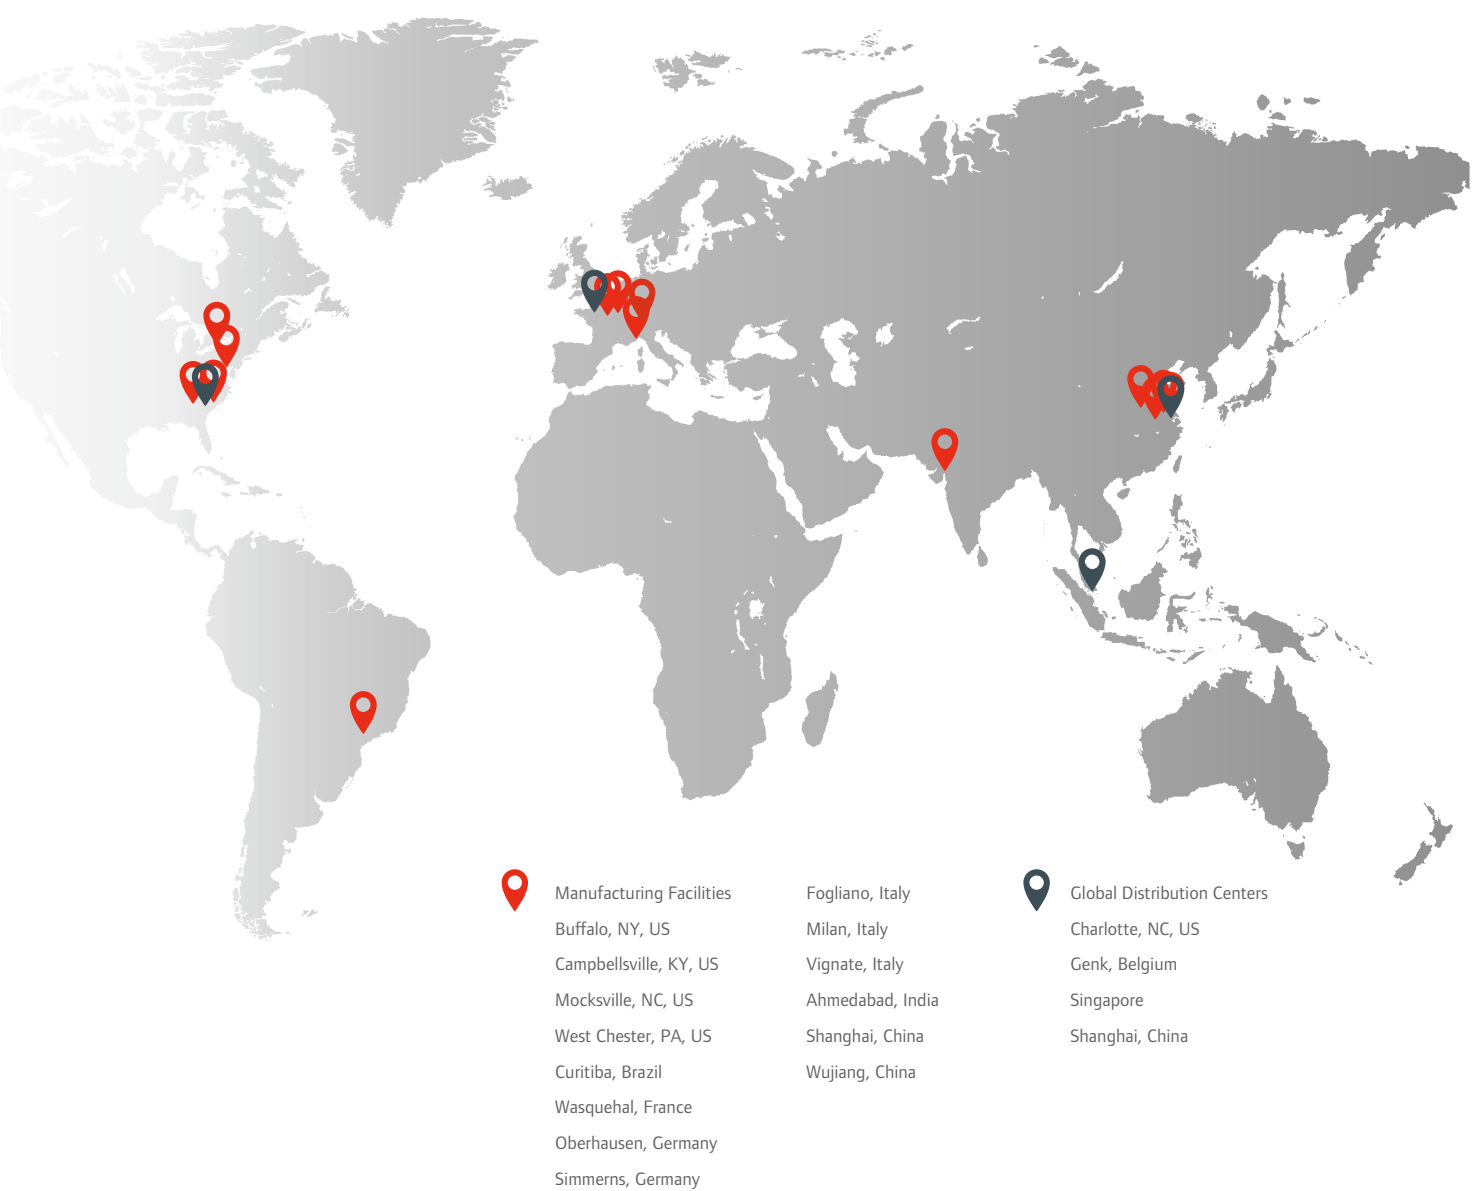 Manufacturing Facilities
Buffalo, NY, US
Campbellsville, KY, US
Mocksville, NC, US
West Chester, PA, US
Curitiba, Brazil
Wasquehal, France
Oberhausen, Germany
Simmerns, Germany
Fogliano, Italy
Milan, Italy
Vignate, Italy
Ahmedabad, India
Shanghai, China
Wujiang, China
Global Distribution Centers
Charlotte, NC, US
Genk, Belgium
Singapore
Shanghai, China